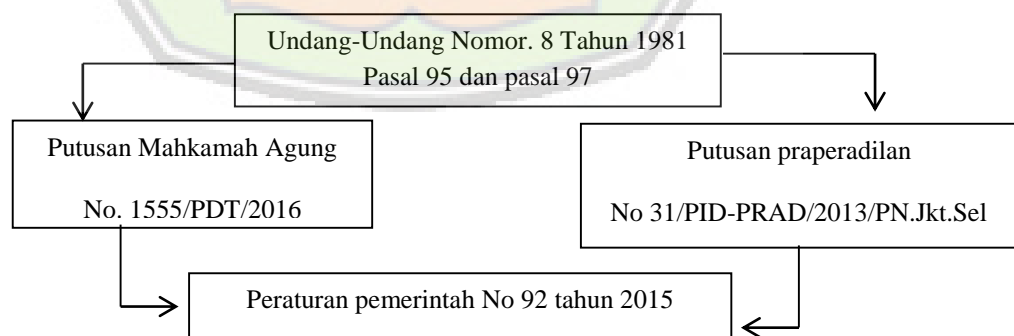 Undang-Undang Nomor. 8 Tahun 1981
Pasal 95 dan pasal 97
Putusan Mahkamah Agung
No. 1555/PDT/2016
Putusan praperadilan
No 31/PID-PRAD/2013/PN.Jkt.Sel
Peraturan pemerintah No 92 tahun 2015